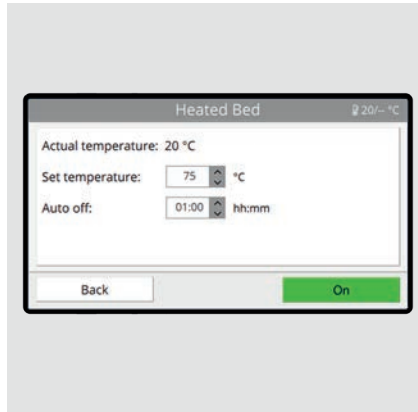 Heated Bed 20/-- °C
Actual temperature: 20 °C
Set temperature: 75 °C
Auto off: 01:00 hh:mm
Back On